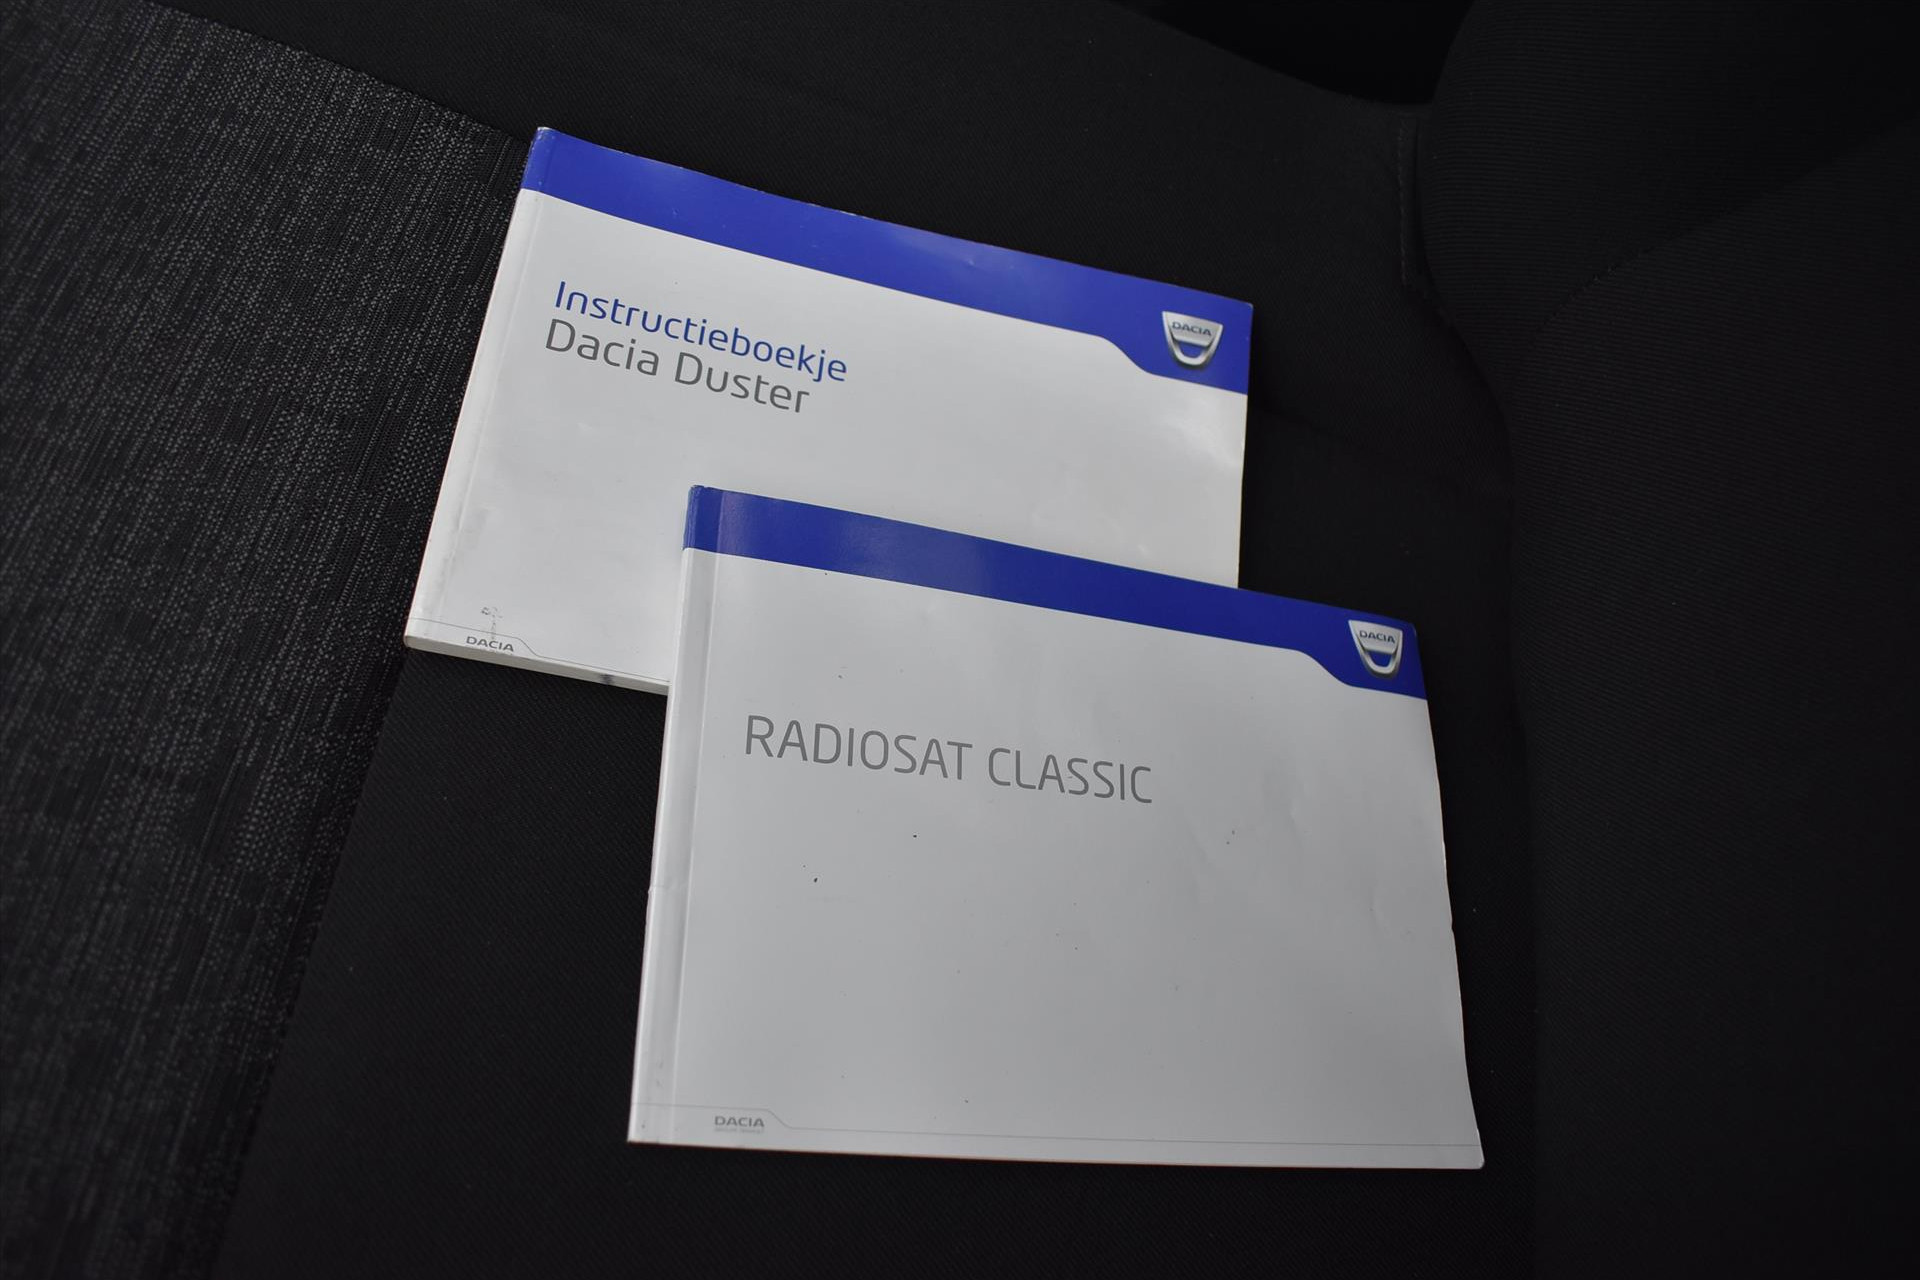 Instructieboekje
Dacia Duster
DACIA
DACIA
DACIA
RADIOSAT CLASSIC
DACIA